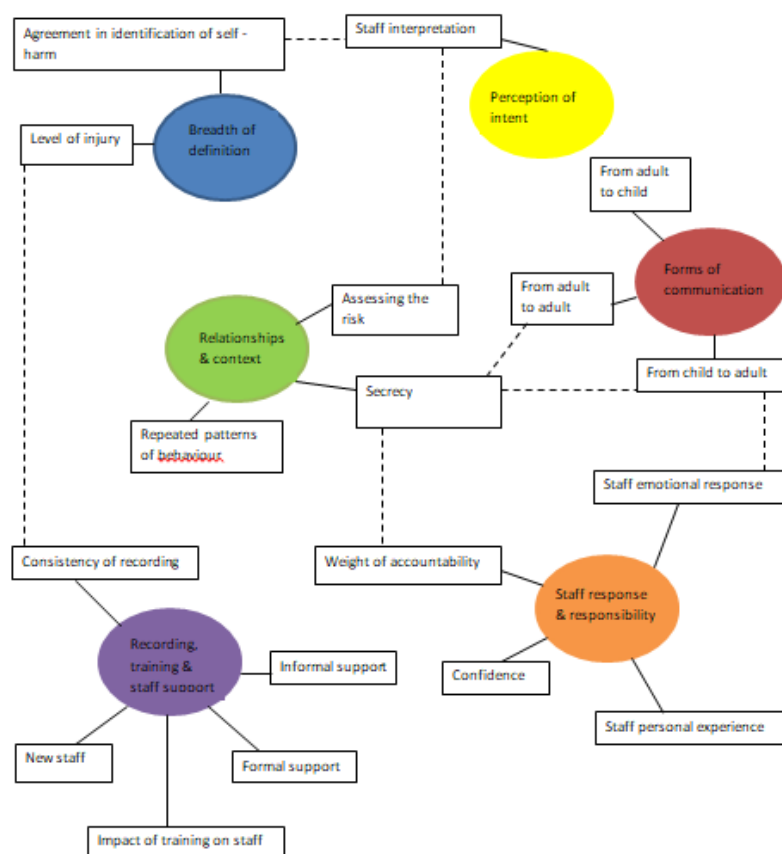 Agreement in identification of self -
harm
Staff interpretation
Perception of
intent
Breadth of
definition
Level of injury
From adult
to child
Forms of
communication
From adult
to adult
Assessing the
risk
Relationships
& context
From child to adult
Secrecy
Repeated patterns
of behaviour
Staff emotional response
Consistency of recording
Weight of accountability
Staff response
& responsibility
Recording,
training &
staff support
Informal support
Confidence
Staff personal experience
New staff
Formal support
Impact of training on staff